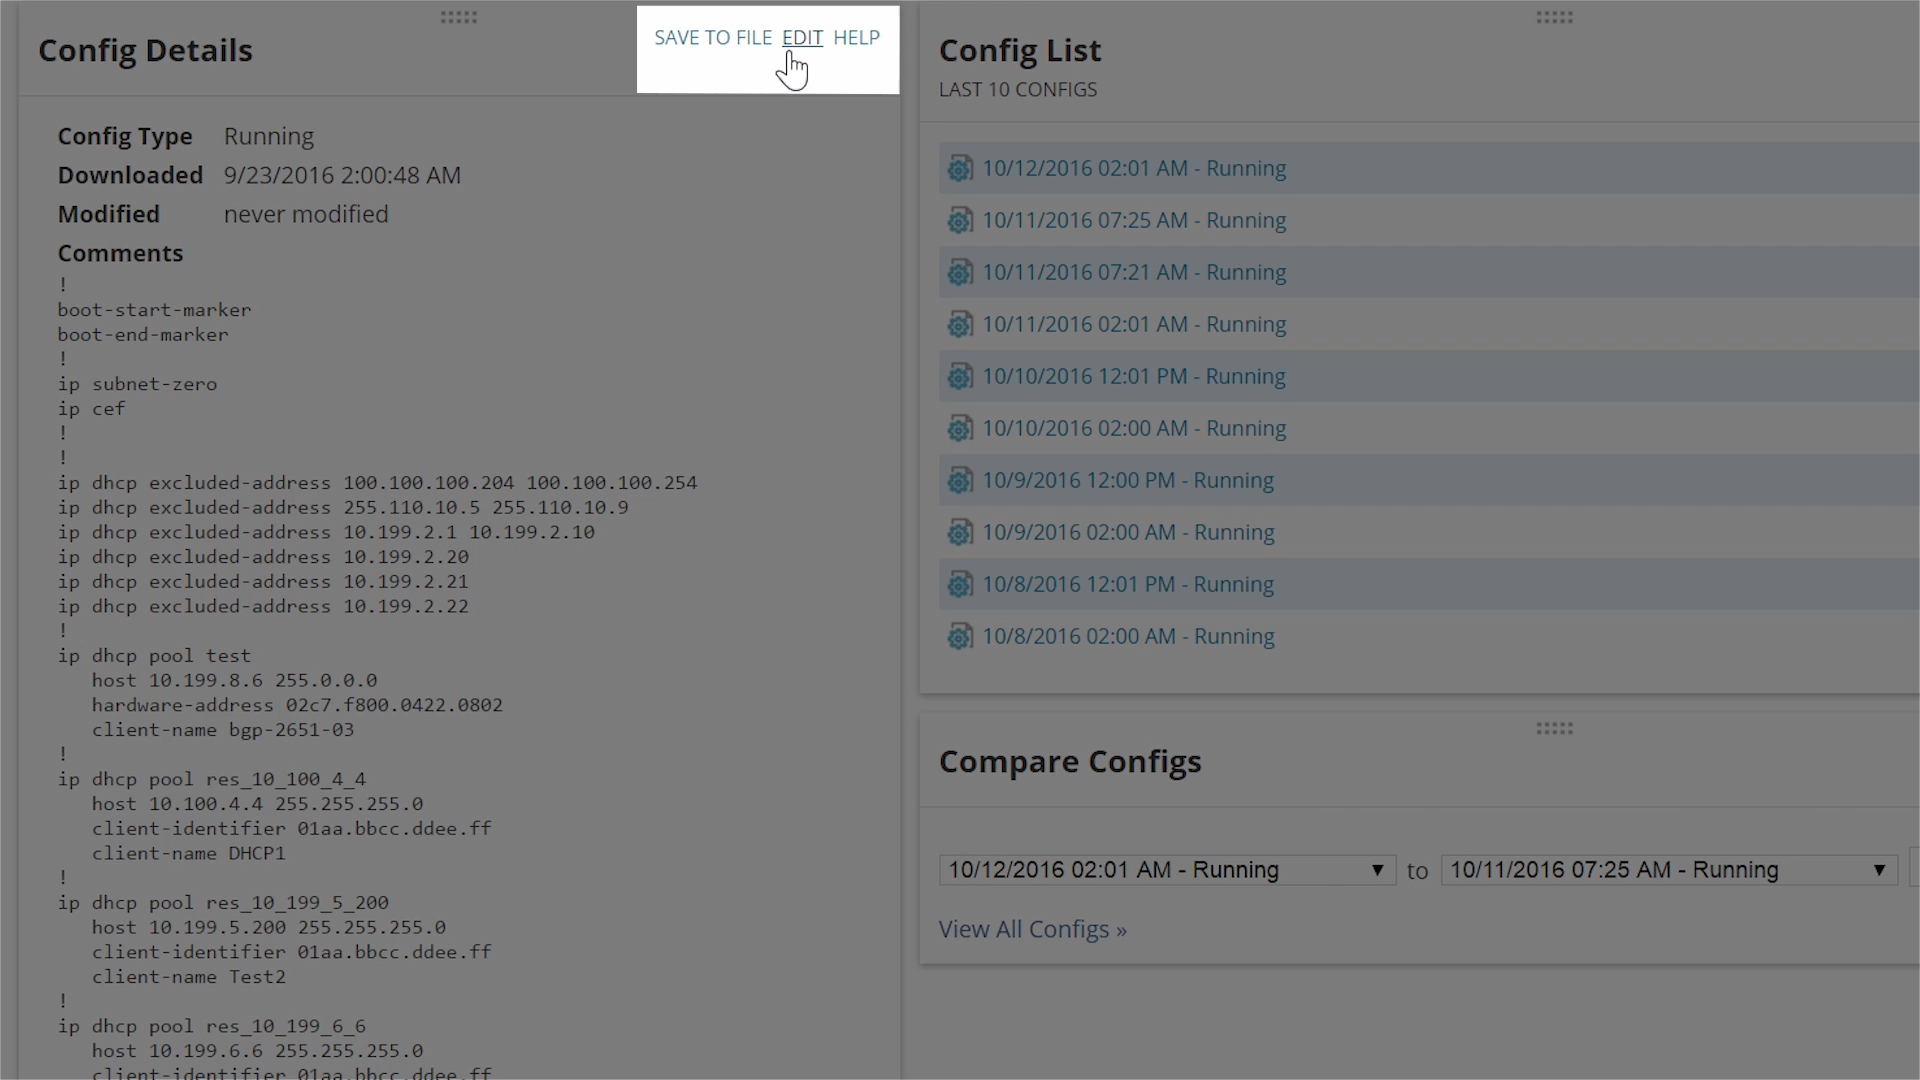 Config Details
SAVE TO FILE EDIT HELP
Config Type Running
Downloaded 9/23/2016 2:00:48 AM
Modified never modified
Comments
!
boot-start-marker
boot-end-marker
!
ip subnet-zero
ip cef
!
!
ip dhcp excluded-address 100.100.100.204 100.100.100.254
ip dhcp excluded-address 255.110.10.5 255.110.10.9
ip dhcp excluded-address 10.199.2.1 10.199.2.10
ip dhcp excluded-address 10.199.2.20
ip dhcp excluded-address 10.199.2.21
ip dhcp excluded-address 10.199.2.22
!
ip dhcp pool test
host 10.199.8.6 255.0.0.0
hardware-address 02c7.f800.0422.0802
client-name bgp-2651-03
!
ip dhcp pool res_10_100_4_4
host 10.100.4.4 255.255.255.0
client-identifier 01aa.bbcc.ddee.ff
client-name DHCP1
!
ip dhcp pool res_10_199_5_200
host 10.199.5.200 255.255.255.0
client-identifier 01aa.bbcc.ddee.ff
client-name Test2
!
ip dhcp pool res_10_199_6_6
host 10.199.6.6 255.255.255.0
client-identifier 01aa.bbcc.ddee.ff
Config List
LAST 10 CONFIGS
10/12/2016 02:01 AM - Running
10/11/2016 07:25 AM - Running
10/11/2016 07:21 AM - Running
10/11/2016 02:01 AM - Running
10/10/2016 12:01 PM - Running
10/10/2016 02:00 AM - Running
10/9/2016 12:00 PM - Running
10/9/2016 02:00 AM - Running
10/8/2016 12:01 PM - Running
10/8/2016 02:00 AM - Running
Compare Configs
10/12/2016 02:01 AM - Running to 10/11/2016 07:25 AM - Running
View All Configs »